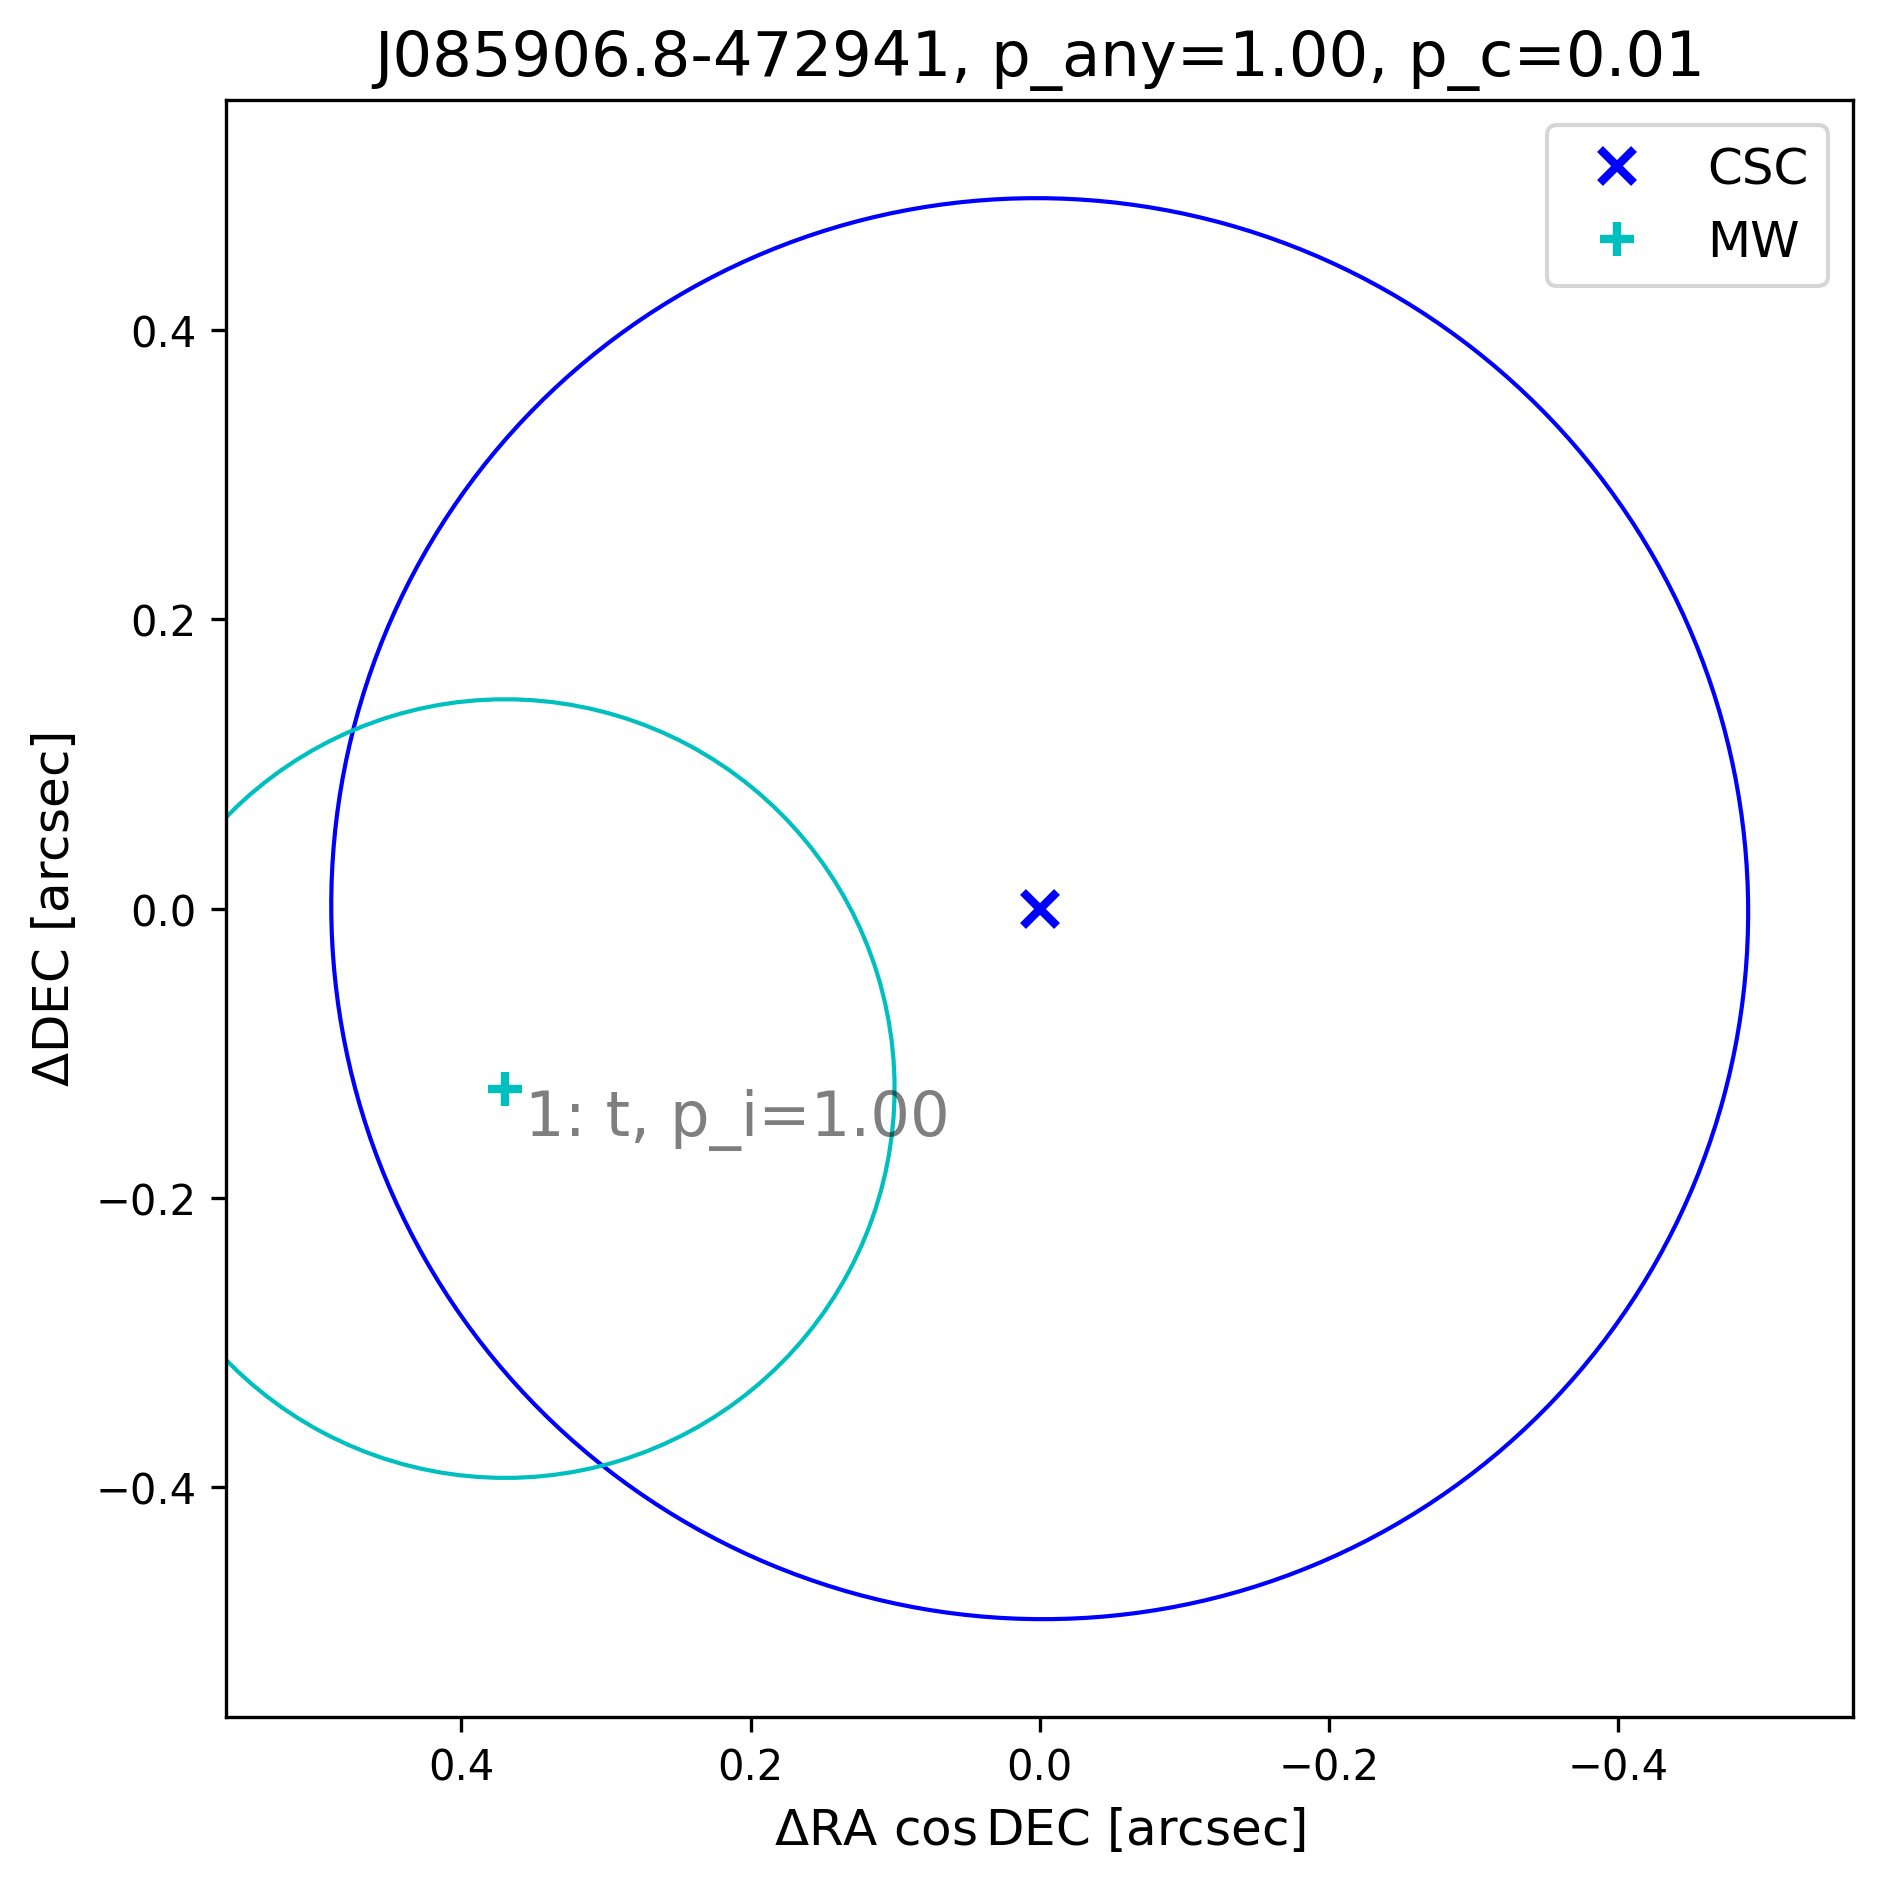 J085906.8-472941, p_any=1.00, p_c=0.01
CSC
MW
0.4
0.2
0.0
−0.2
−0.4
ΔDEC [arcsec]
1: t, p_i=1.00
0.4 0.2 0.0 −0.2 −0.4
ΔRA cos DEC [arcsec]